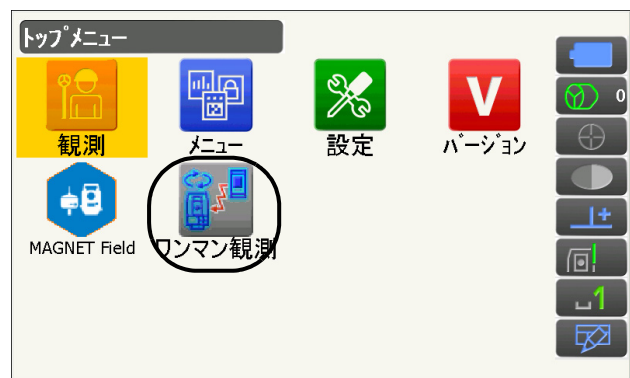 トップメニュー
観測
メニュー
設定
V
バージョン
0
MAGNET Field
ワンマン観測
1